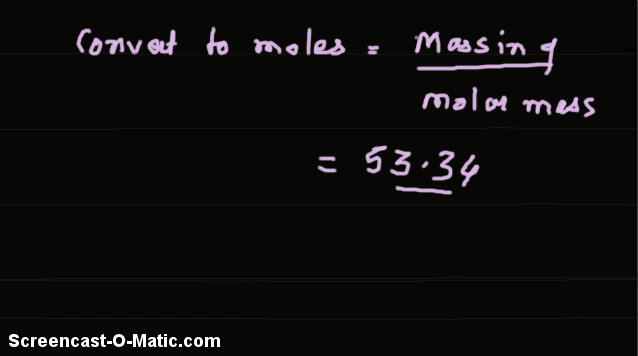 Convert to moles = Mass in g
molar mass
= 53.34
Screencast-O-Matic.com